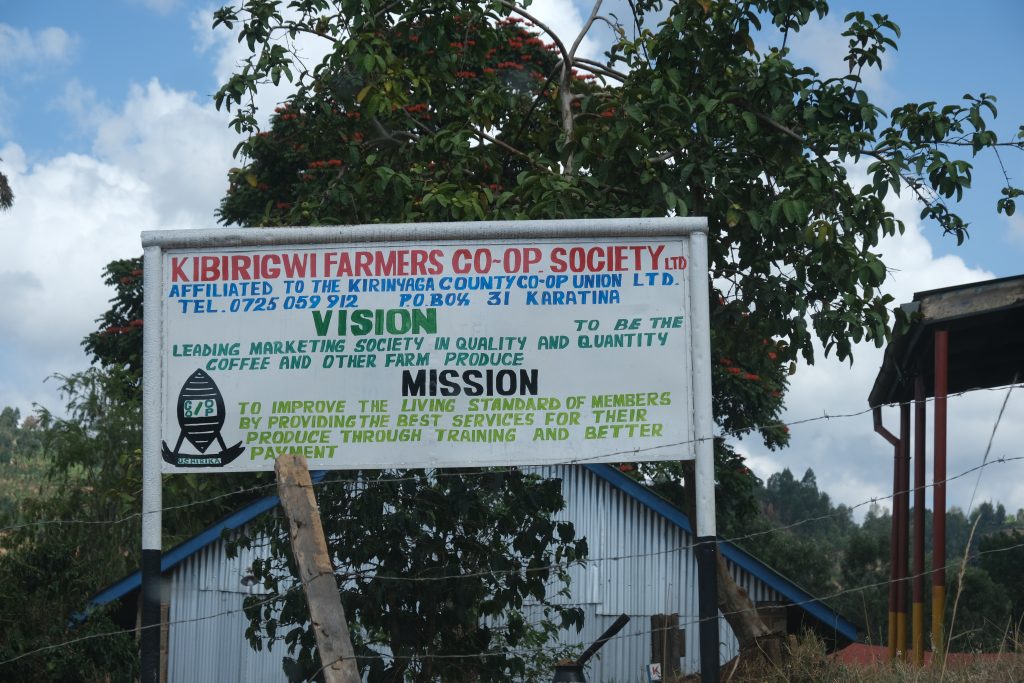 KIBIRIGWI FARMERS CO-OP SOCIETY LTD
AFFILIATED TO THE KIRINYAGA COUNTY CO-OP UNION LTD.
TEL. 0725 059 912 P.O. BOX 31 KARATINA
VISION
TO BE THE
LEADING MARKETING SOCIETY IN QUALITY AND QUANTITY
COFFEE AND OTHER FARM PRODUCE
MISSION
TO IMPROVE THE LIVING STANDARD OF MEMBERS
BY PROVIDING THE BEST SERVICES FOR THEIR
PRODUCE THROUGH TRAINING AND BETTER
PAYMENT
CO
OP
USHIRIKA
K